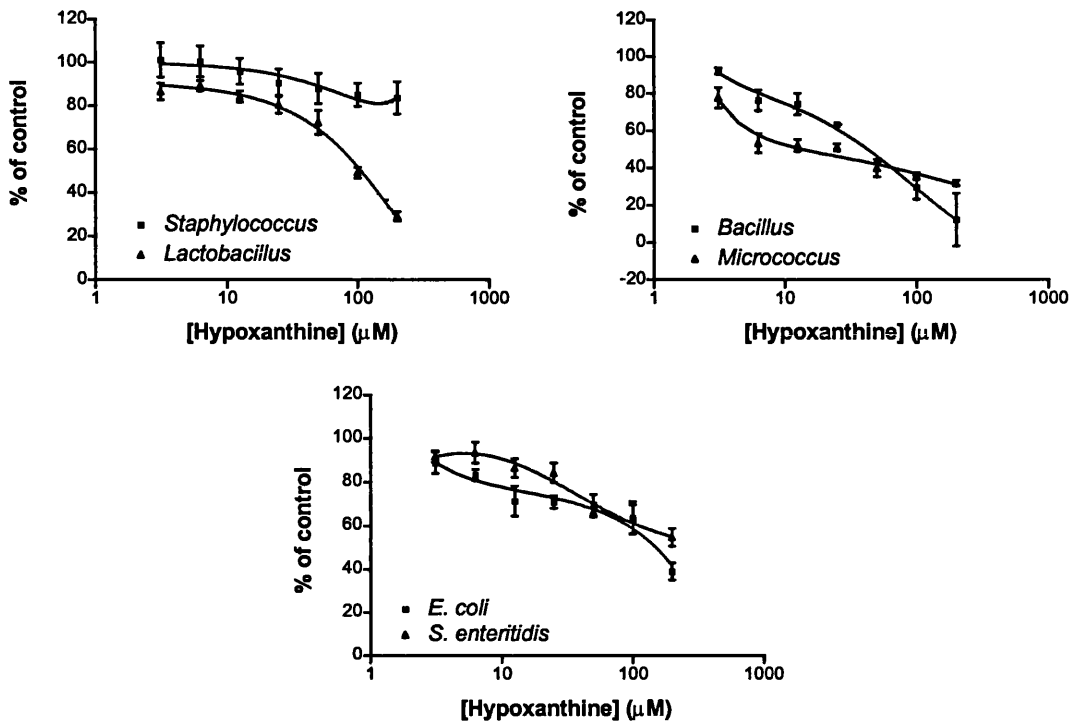 120
100
80
60
40
20
0
% of control
Staphylococcus
Lactobacillus
1
10
100
1000
[Hypoxanthine] (μM)
120
100
80
60
40
20
0
-20
% of control
Bacillus
Micrococcus
1
10
100
1000
[Hypoxanthine] (μM)
120
100
80
60
40
20
0
% of control
E. coli
S. enteritidis
1
10
100
1000
[Hypoxanthine] (μM)